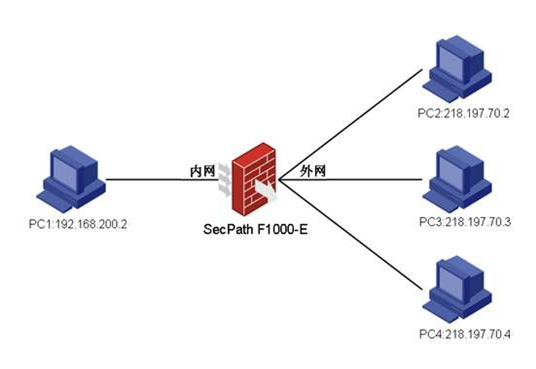 PC2:218.197.70.2
内网
外网
PC1:192.168.200.2
SecPath F1000-E
PC3:218.197.70.3
PC4:218.197.70.4